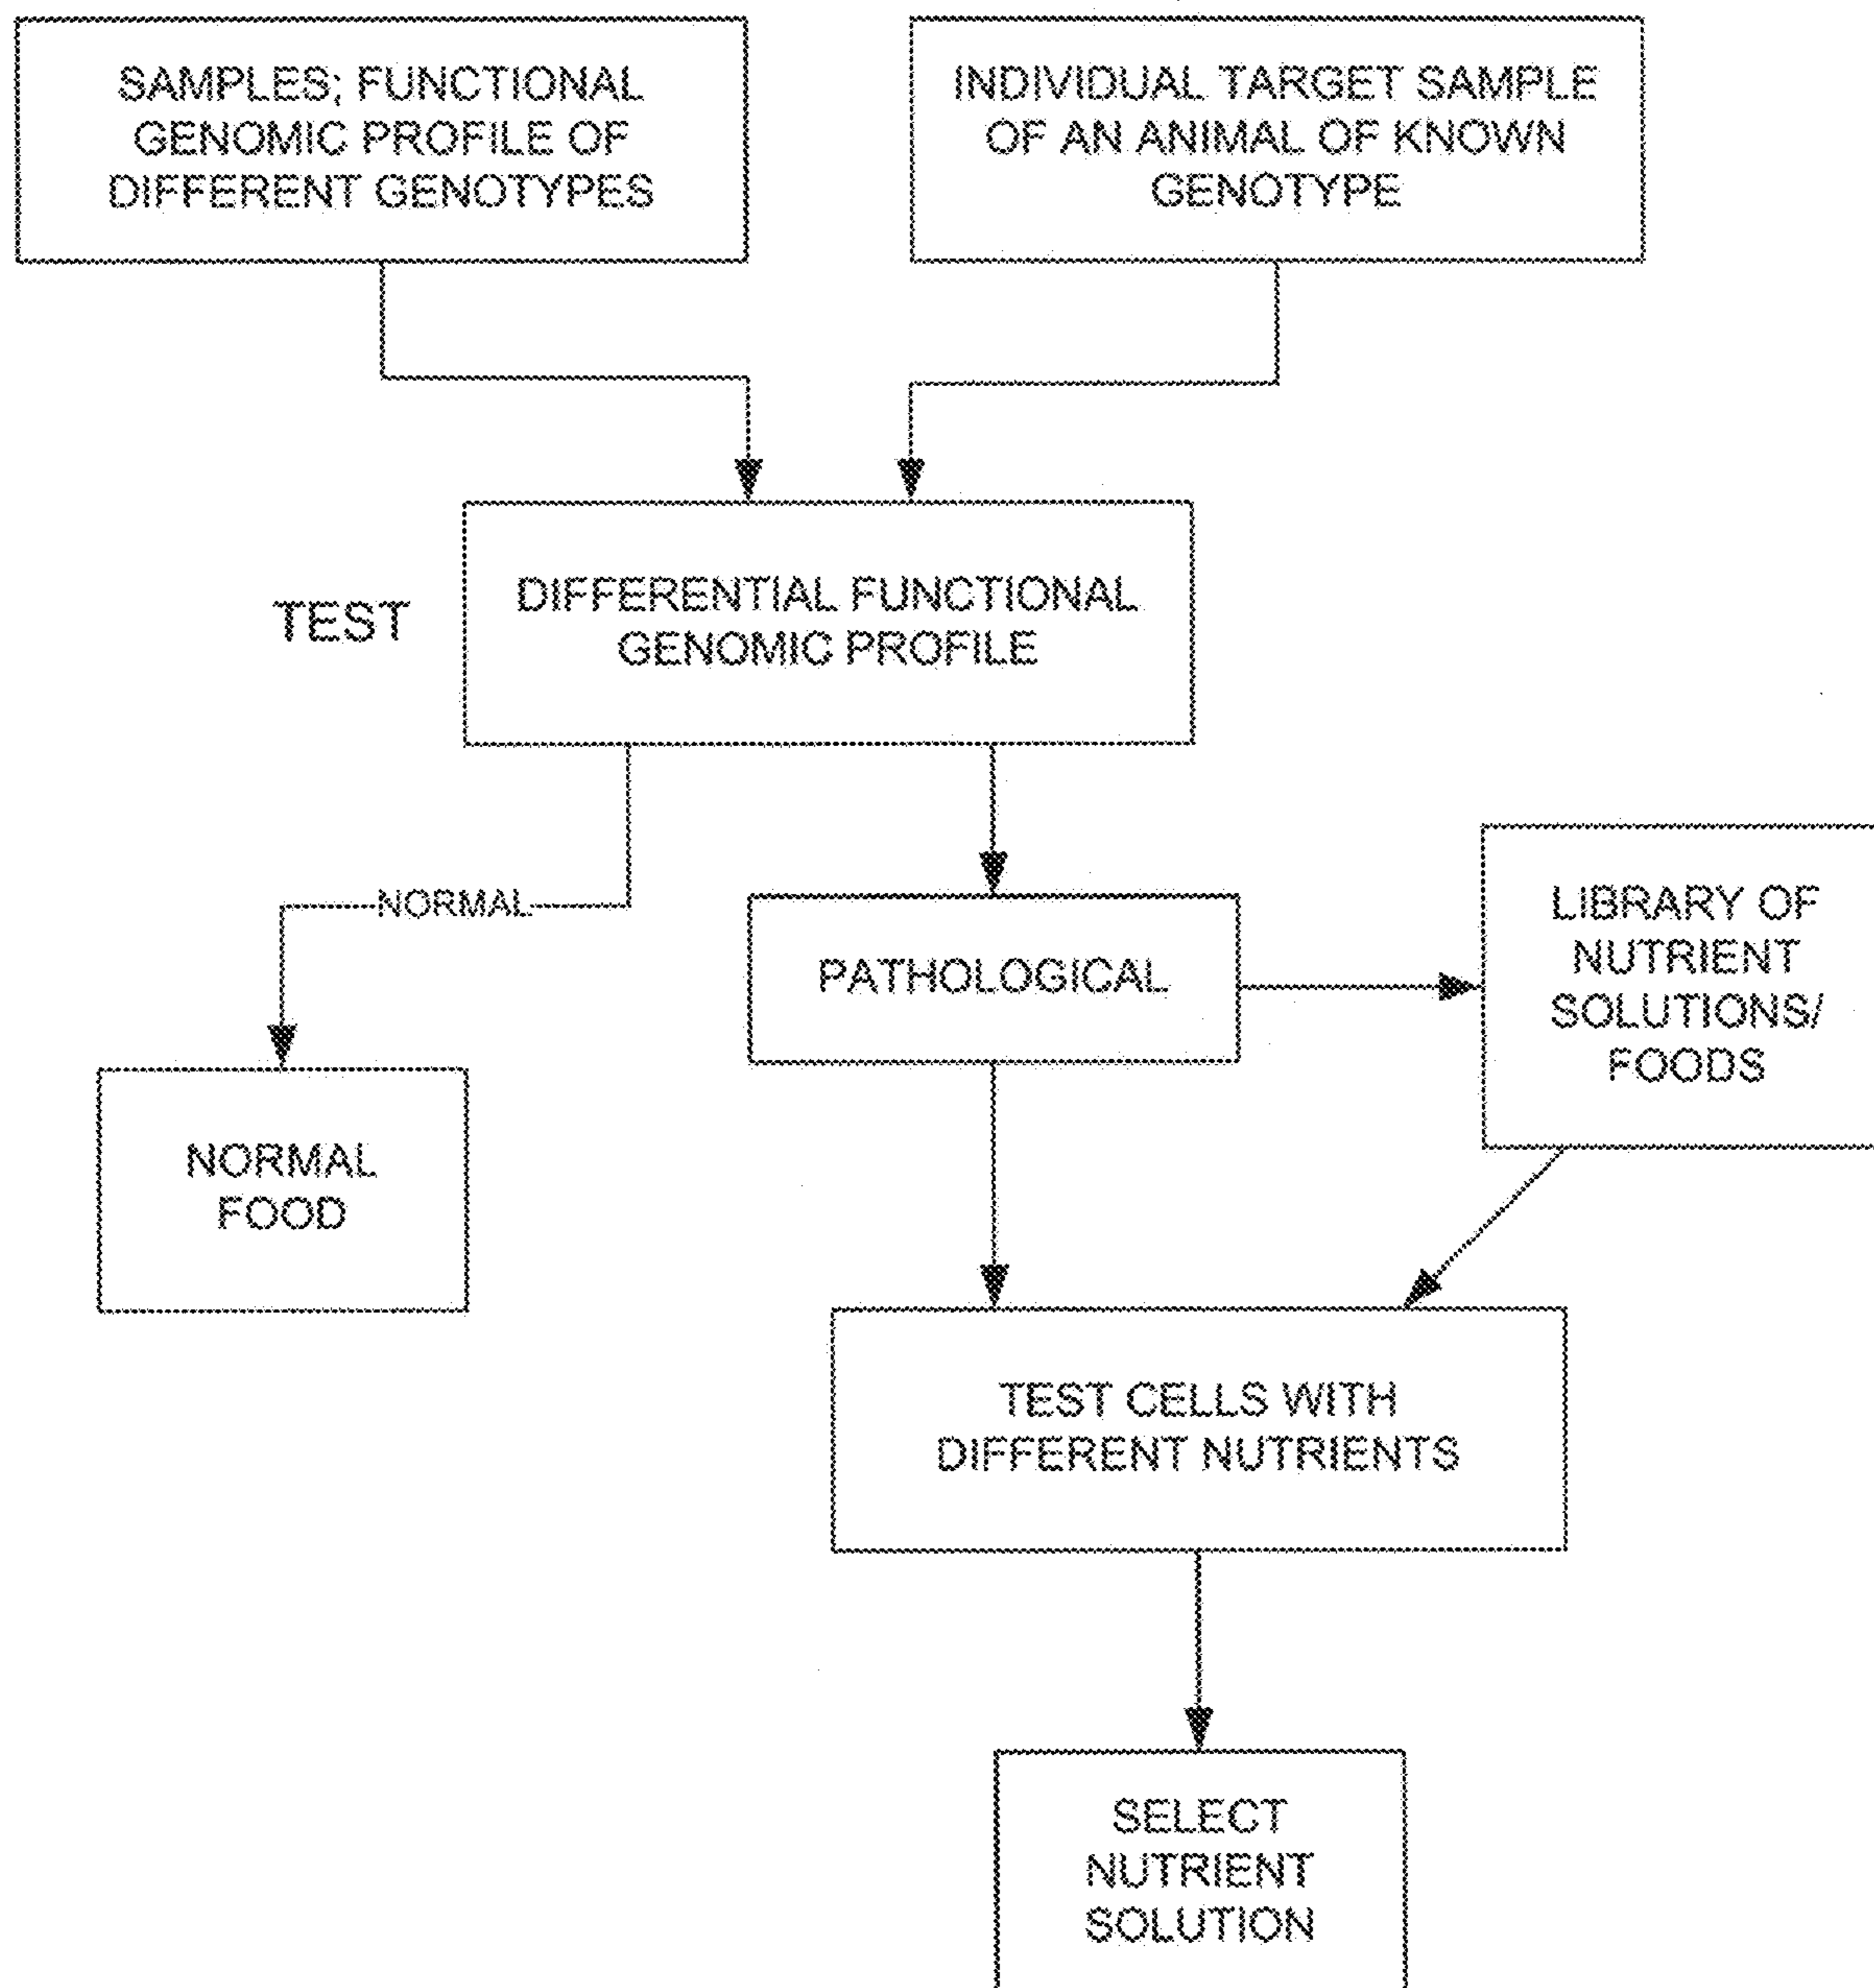 SAMPLES; FUNCTIONAL
GENOMIC PROFILE OF
DIFFERENT GENOTYPES
INDIVIDUAL TARGET SAMPLE
OF AN ANIMAL OF KNOWN
GENOTYPE
TEST
DIFFERENTIAL FUNCTIONAL
GENOMIC PROFILE
NORMAL
PATHOLOGICAL
LIBRARY OF
NUTRIENT
SOLUTIONS/
FOODS
NORMAL
FOOD
TEST CELLS WITH
DIFFERENT NUTRIENTS
SELECT
NUTRIENT
SOLUTION